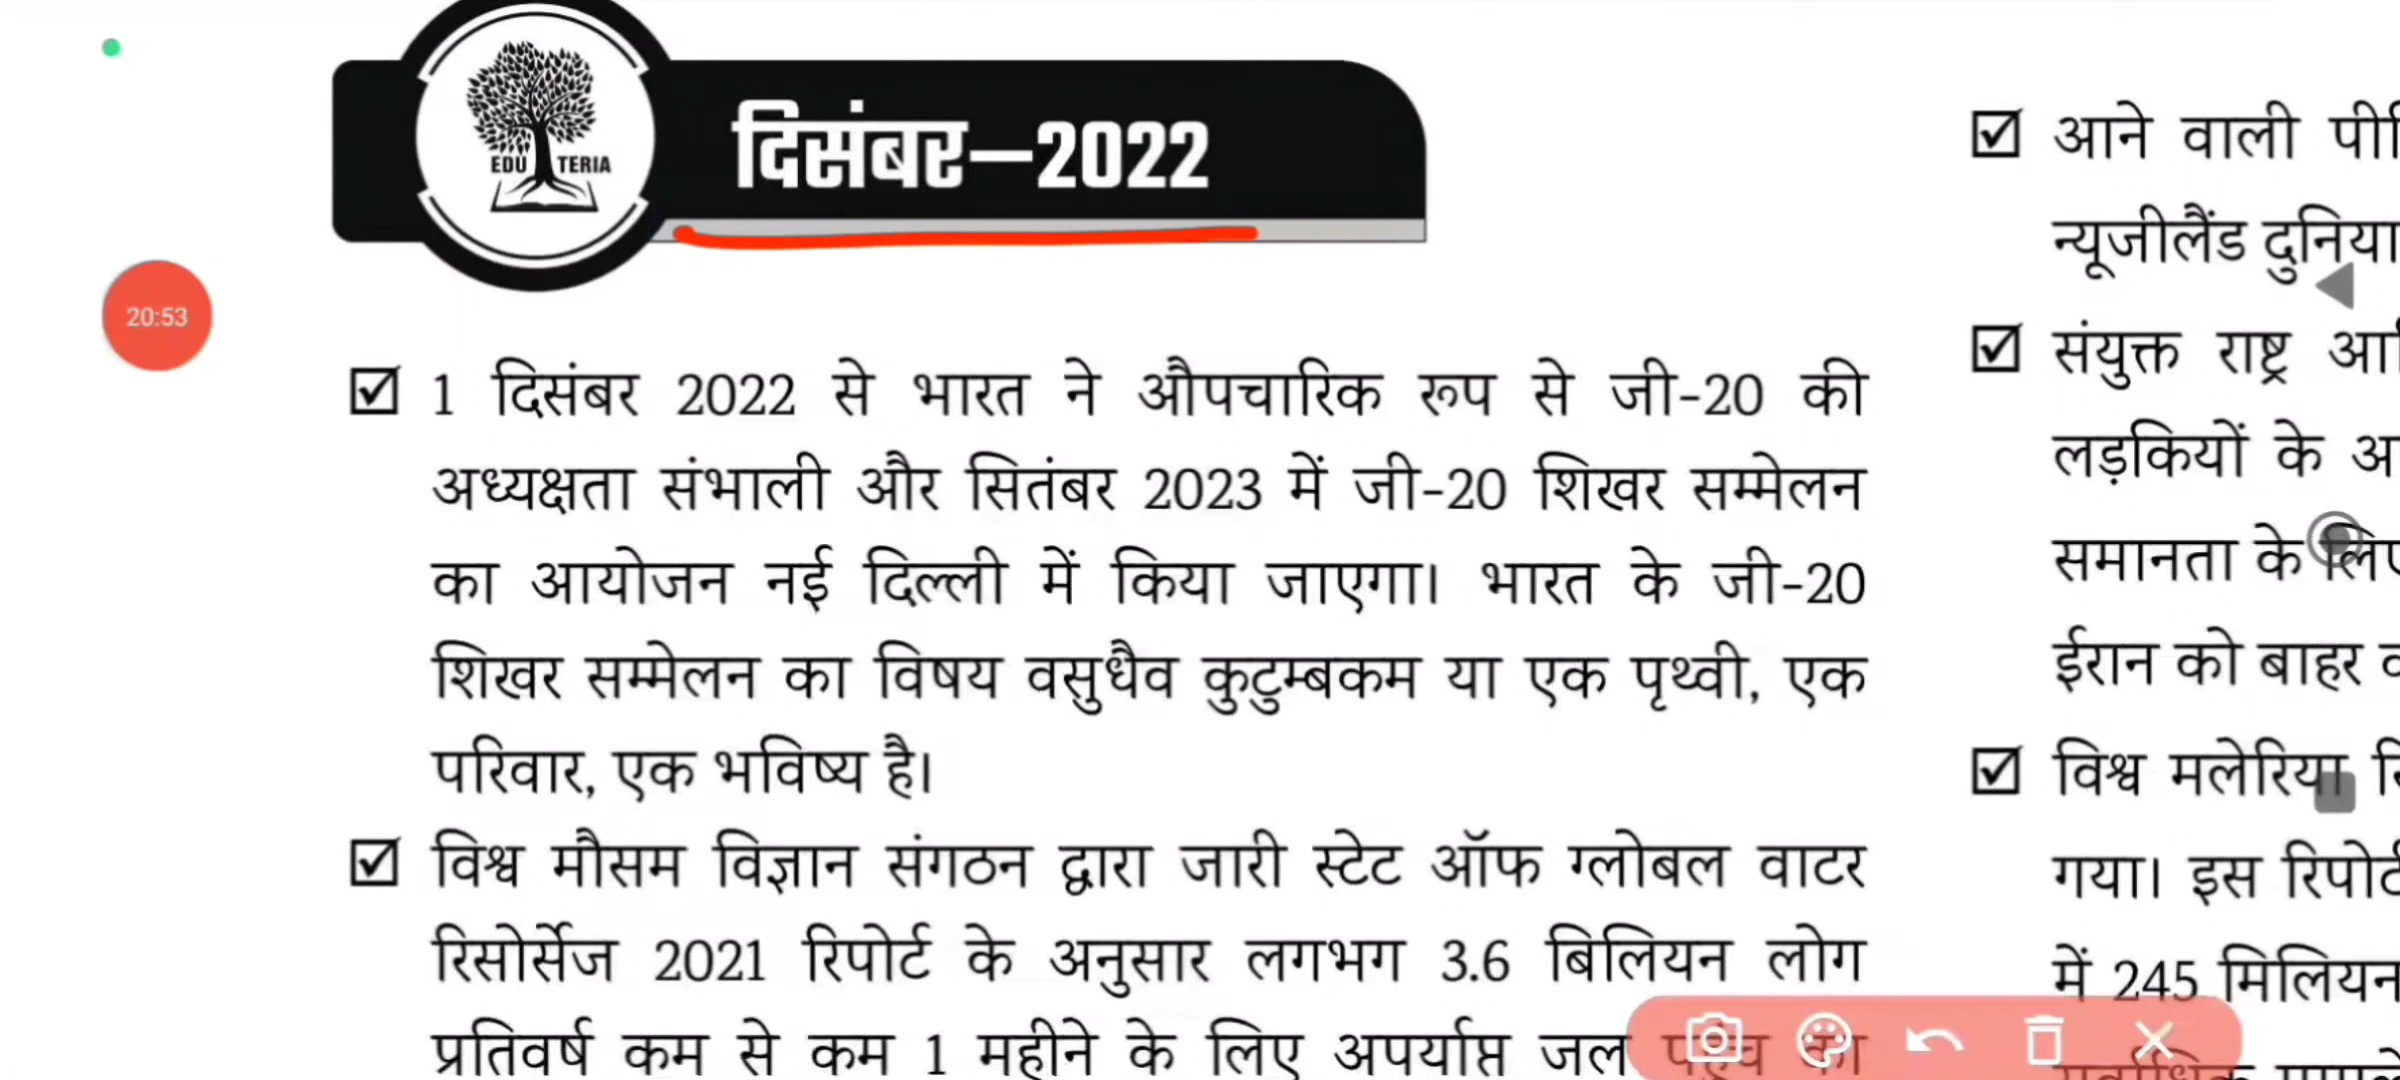 EDU TERIA
दिसंबर–2022
20:53
1 दिसंबर 2022 से भारत ने औपचारिक रूप से जी-20 की
अध्यक्षता संभाली और सितंबर 2023 में जी-20 शिखर सम्मेलन
का आयोजन नई दिल्ली में किया जाएगा। भारत के जी-20
शिखर सम्मेलन का विषय वसुधैव कुटुम्बकम या एक पृथ्वी, एक
परिवार, एक भविष्य है।
विश्व मौसम विज्ञान संगठन द्वारा जारी स्टेट ऑफ ग्लोबल वाटर
रिसोर्सेज 2021 रिपोर्ट के अनुसार लगभग 3.6 बिलियन लोग
प्रतिवर्ष कम से कम 1 महीने के लिए अपर्याप्त जल
आने वाली
न्यूजीलैंड दुनिया
संयुक्त राष्ट्र
लड़कियों के
समानता के
ईरान को बाहर
विश्व मलेरिया
गया। इस
में 245 मिलियन